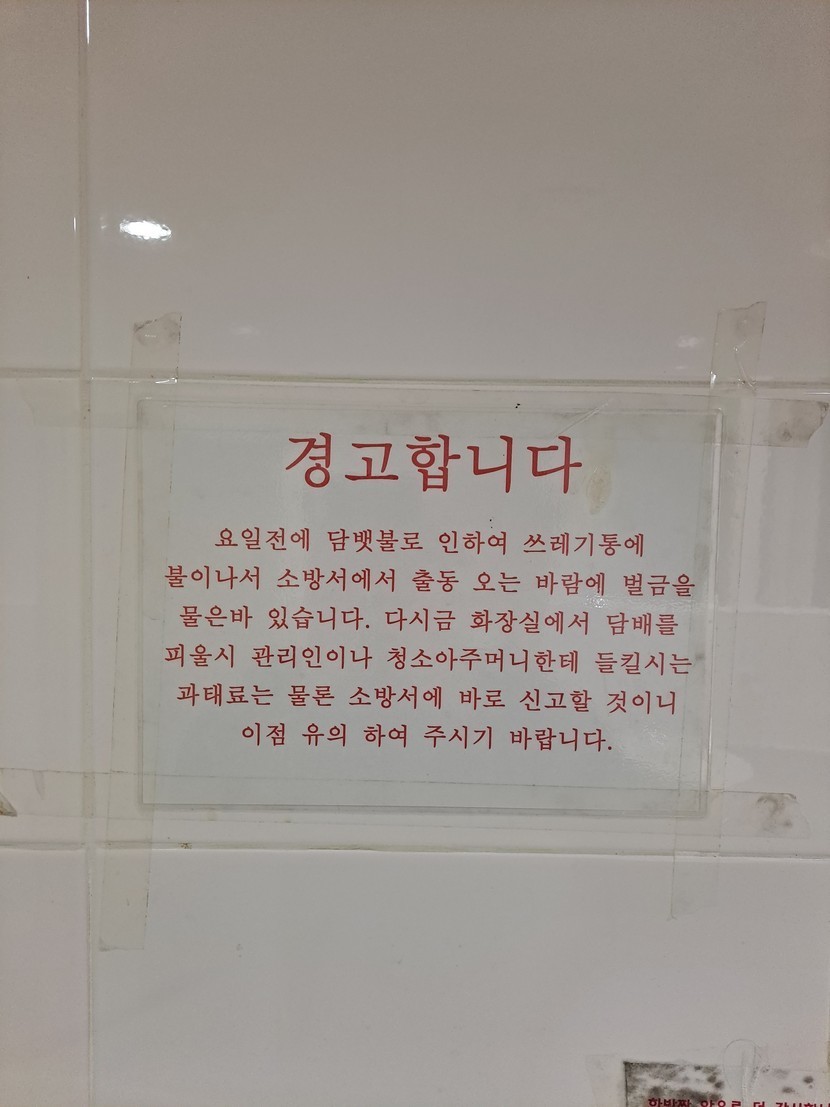 경고합니다
요일전에 담뱃불로 인하여 쓰레기통에
불이나서 소방서에서 출동 오는 바람에 벌금을
물은바 있습니다. 다시금 화장실에서 담배를
피울시 관리인이나 청소아주머니한테 들킬시는
과태료는 물론 소방서에 바로 신고할 것이니
이점 유의 하여 주시기 바랍니다.